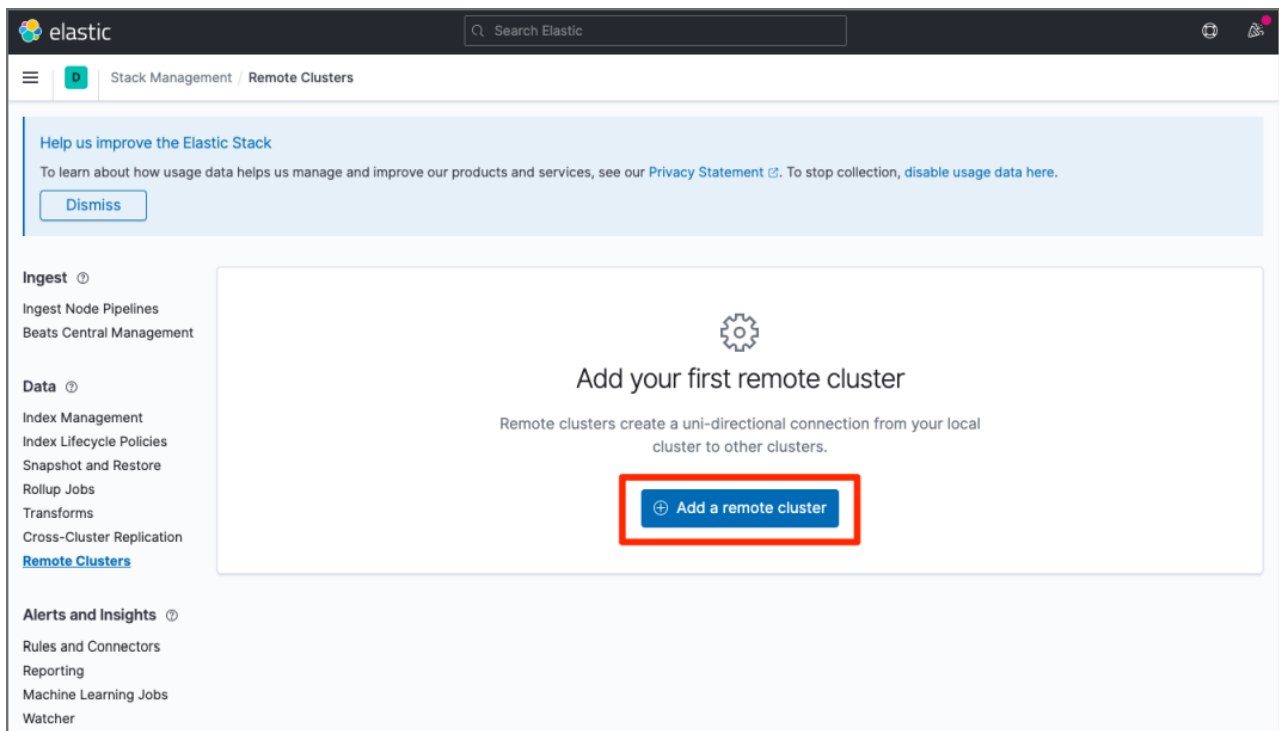 elastic
Search Elastic
D
Stack Management / Remote Clusters
Help us improve the Elastic Stack
To learn about how usage data helps us manage and improve our products and services, see our Privacy Statement. To stop collection, disable usage data here.
Dismiss
Ingest
Ingest Node Pipelines
Beats Central Management
Data
Index Management
Index Lifecycle Policies
Snapshot and Restore
Rollup Jobs
Transforms
Cross-Cluster Replication
Remote Clusters
Alerts and Insights
Rules and Connectors
Reporting
Machine Learning Jobs
Watcher
Add your first remote cluster
Remote clusters create a uni-directional connection from your local
cluster to other clusters.
Add a remote cluster